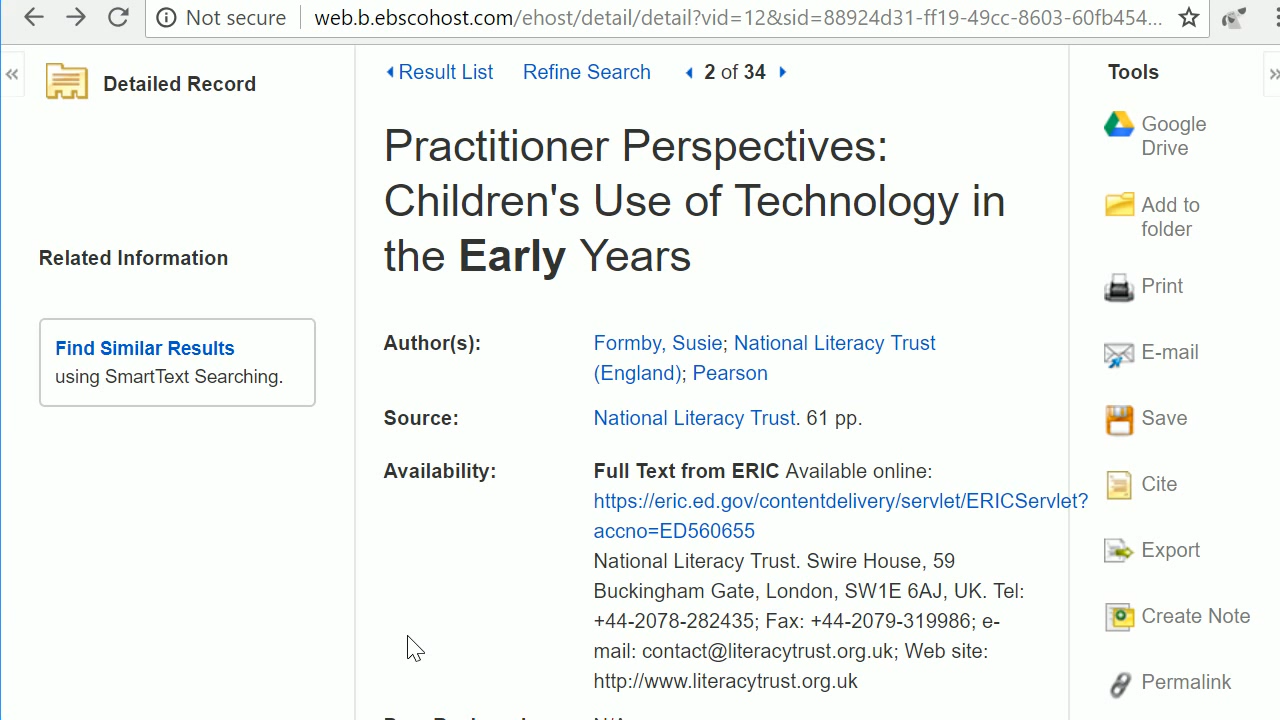 Not secure
web.b.ebscohost.com/ehost/detail/detail?vid=12&sid=88924d31-ff19-49cc-8603-60fb454...
Detailed Record
Result List Refine Search 2 of 34
Tools
Practitioner Perspectives:
Children's Use of Technology in
the Early Years
Related Information
Find Similar Results
using SmartText Searching.
Author(s): Formby, Susie; National Literacy Trust
(England); Pearson
Source: National Literacy Trust. 61 pp.
Availability: Full Text from ERIC Available online:
https://eric.ed.gov/contentdelivery/servlet/ERICServlet?
accno=ED560655
National Literacy Trust. Swire House, 59
Buckingham Gate, London, SW1E 6AJ, UK. Tel:
+44-2078-282435; Fax: +44-2079-319986; e-
mail: contact@literacytrust.org.uk; Web site:
http://www.literacytrust.org.uk
Google
Drive
Add to
folder
Print
E-mail
Save
Cite
Export
Create Note
Permalink